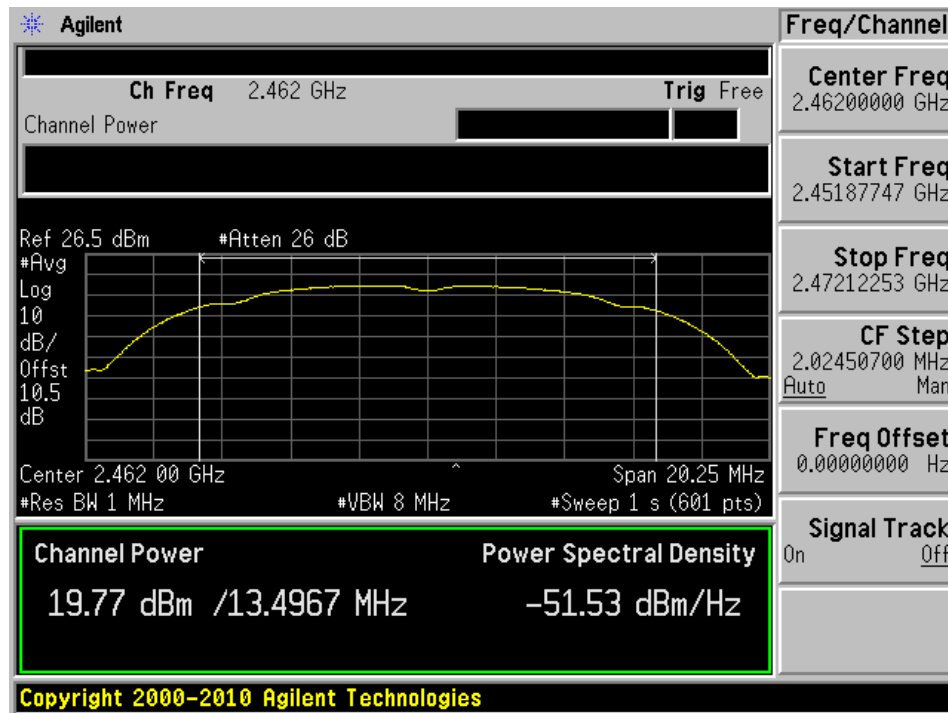 Agilent
Freq/Channel
Ch Freq 2.462 GHz Trig Free
Channel Power
Ref 26.5 dBm #Atten 26 dB
#Avg
Log
10
dB/
Offst
10.5
dB
Center 2.462 00 GHz ^ Span 20.25 MHz
#Res BW 1 MHz #VBW 8 MHz #Sweep 1 s (601 pts)
Channel Power Power Spectral Density
19.77 dBm /13.4967 MHz -51.53 dBm/Hz
Copyright 2000-2010 Agilent Technologies
Center Freq
2.46200000 GHz
Start Freq
2.45187747 GHz
Stop Freq
2.47212253 GHz
CF Step
2.02450700 MHz
Auto Man
Freq Offset
0.00000000 Hz
Signal Track
On Off